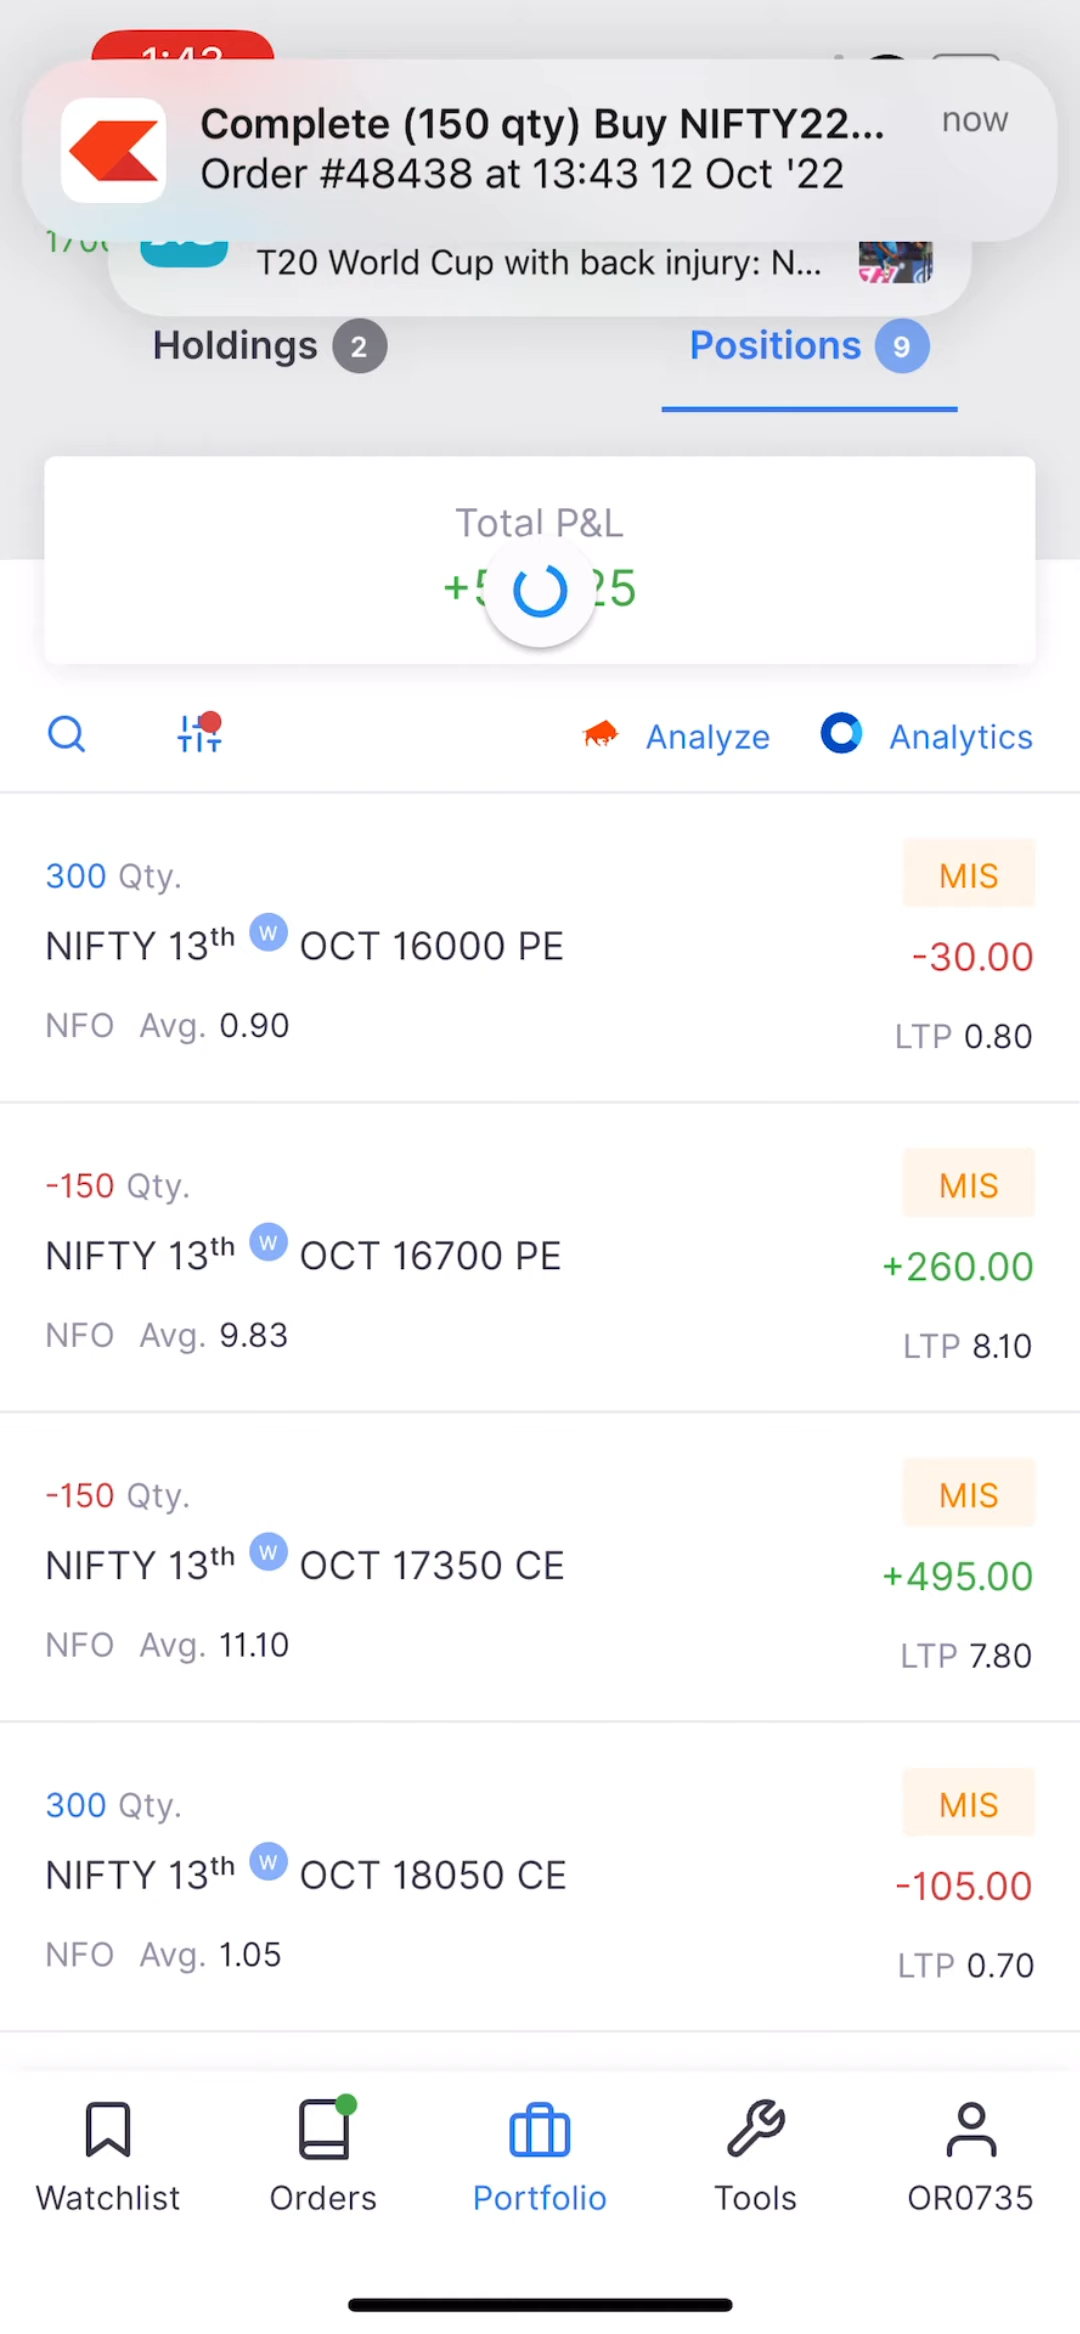 1:43
Complete (150 qty) Buy NIFTY22...
now
Order #48438 at 13:43 12 Oct '22
T20 World Cup with back injury: N...
Holdings 2
Positions 9
Total P&L
300 Qty.
MIS
NIFTY 13th W OCT 16000 PE
-30.00
NFO Avg. 0.90
LTP 0.80
-150 Qty.
MIS
NIFTY 13th W OCT 16700 PE
+260.00
NFO Avg. 9.83
LTP 8.10
-150 Qty.
MIS
NIFTY 13th W OCT 17350 CE
+495.00
NFO Avg. 11.10
LTP 7.80
300 Qty.
MIS
NIFTY 13th W OCT 18050 CE
-105.00
NFO Avg. 1.05
LTP 0.70
Analyze
Analytics
Watchlist
Orders
Portfolio
Tools
OR0735